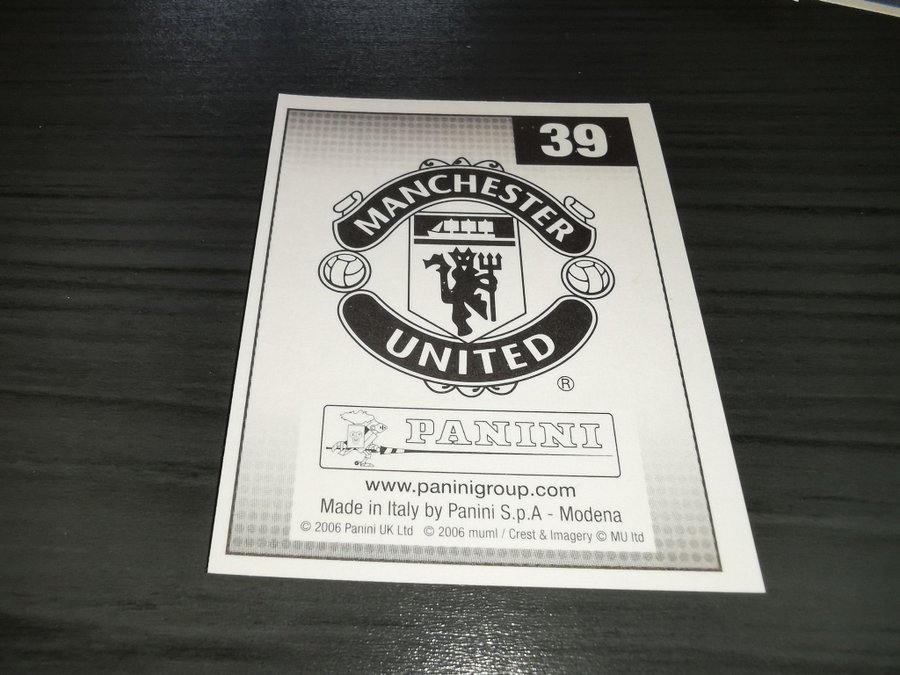 39
MANCHESTER
UNITED
®
PANINI
www.paninigroup.com
Made in Italy by Panini S.p.A - Modena
© 2006 Panini UK Ltd © 2006 muml / Crest & Imagery © MU ltd